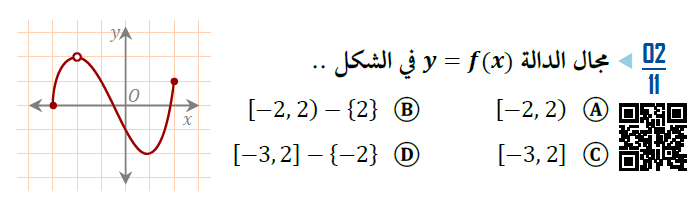 02
11
مجال الدالة y = f(x) في الشكل ..
A [−2, 2)
B [−2, 2) − {2}
C [−3, 2]
D [−3, 2] − {−2}
y
O
x